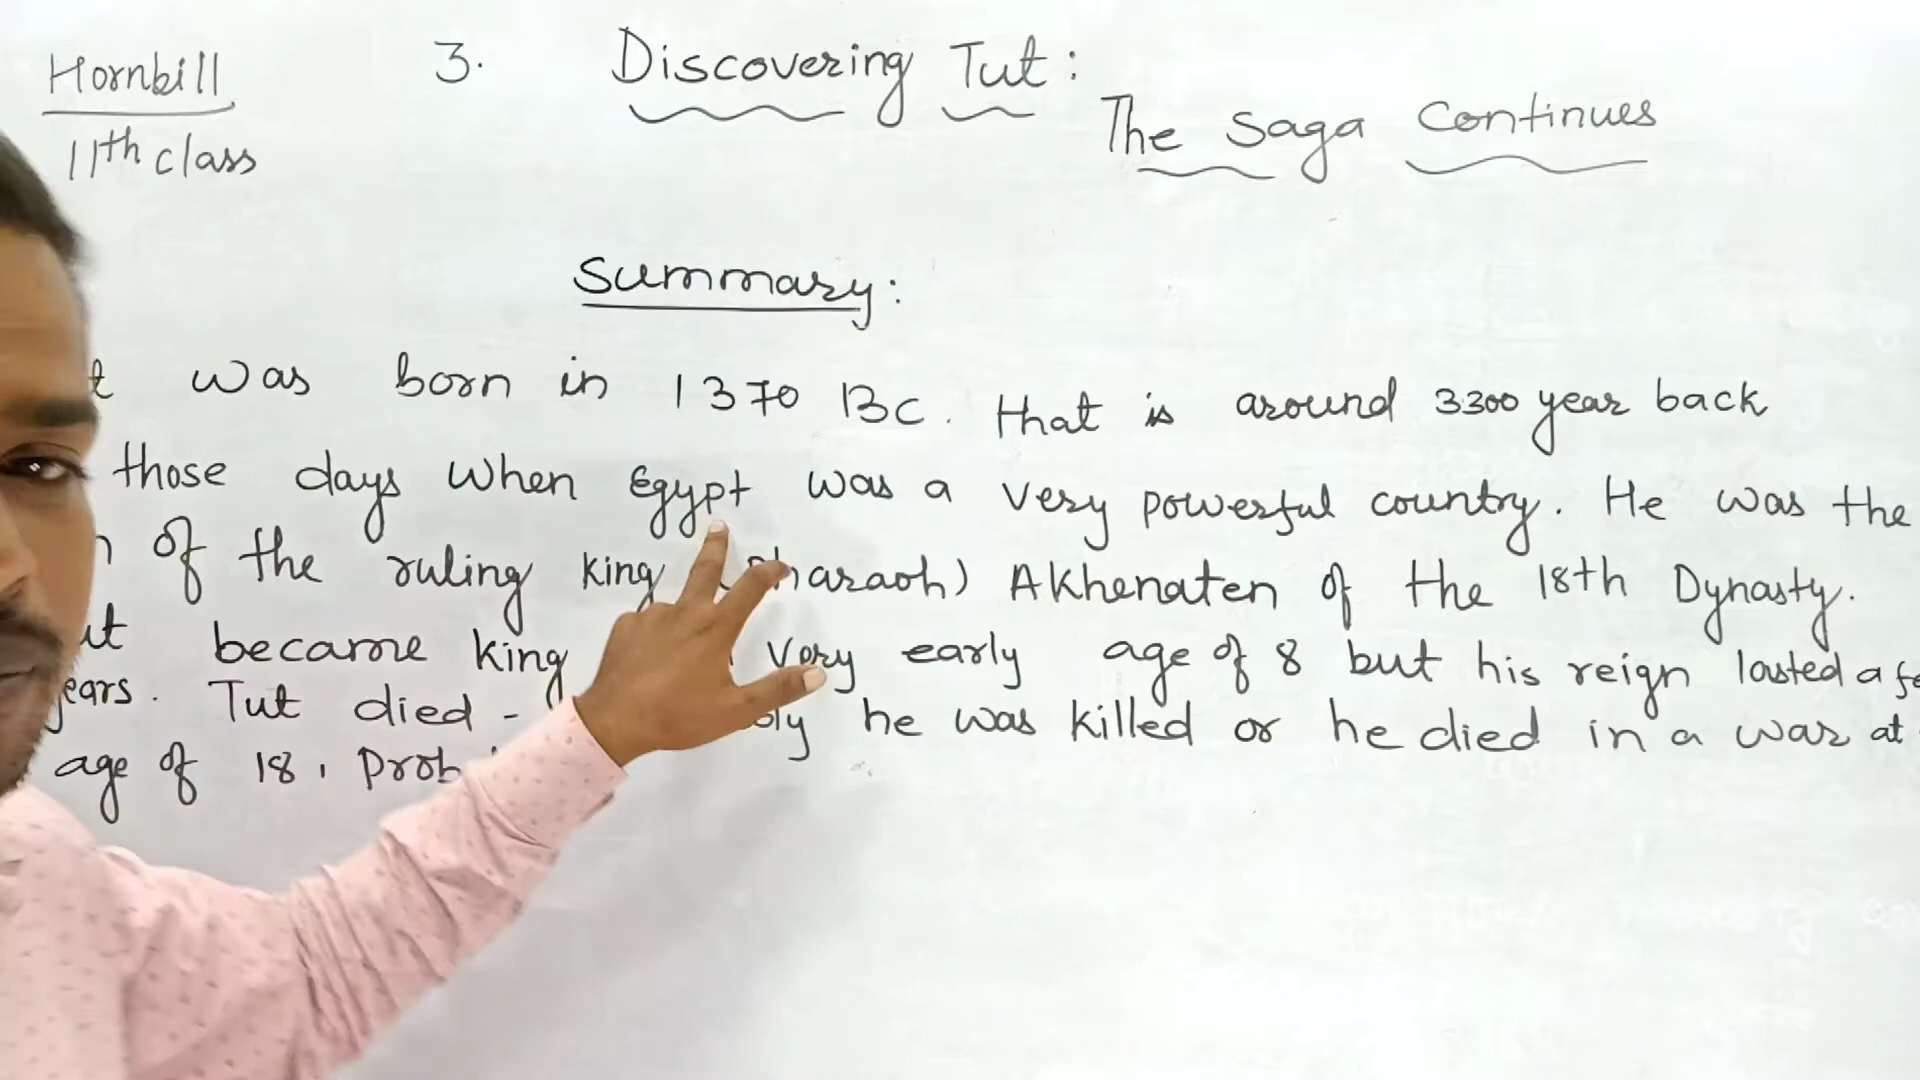 Hornbill
11th class
3. Discovering Tut:
The Saga Continues
Summary:
was born in 1370 BC. that is around 3300 year back
those days when Egypt was a very powerful country. He was the
of the ruling king Pharaoh) Akhenaten of the 18th Dynasty.
became king very early age of 8 but his reign lasted a
years. Tut died - he was killed or he died in a war at
age of 18. Prob